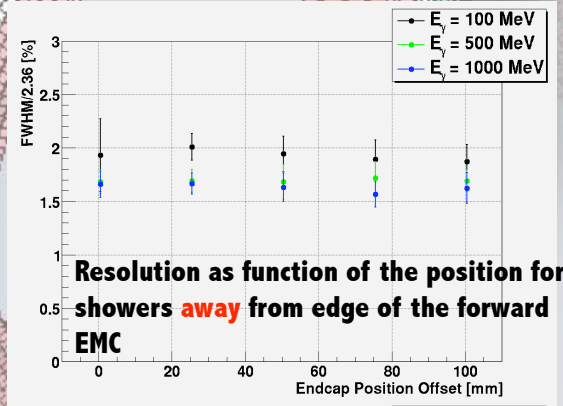 E_γ = 100 MeV
E_γ = 500 MeV
E_γ = 1000 MeV
FWHM/2.36 [%]
3
2.5
2
1.5
1
0.5
0
Resolution as function of the position for
showers away from edge of the forward
EMC
0 20 40 60 80 100
Endcap Position Offset [mm]